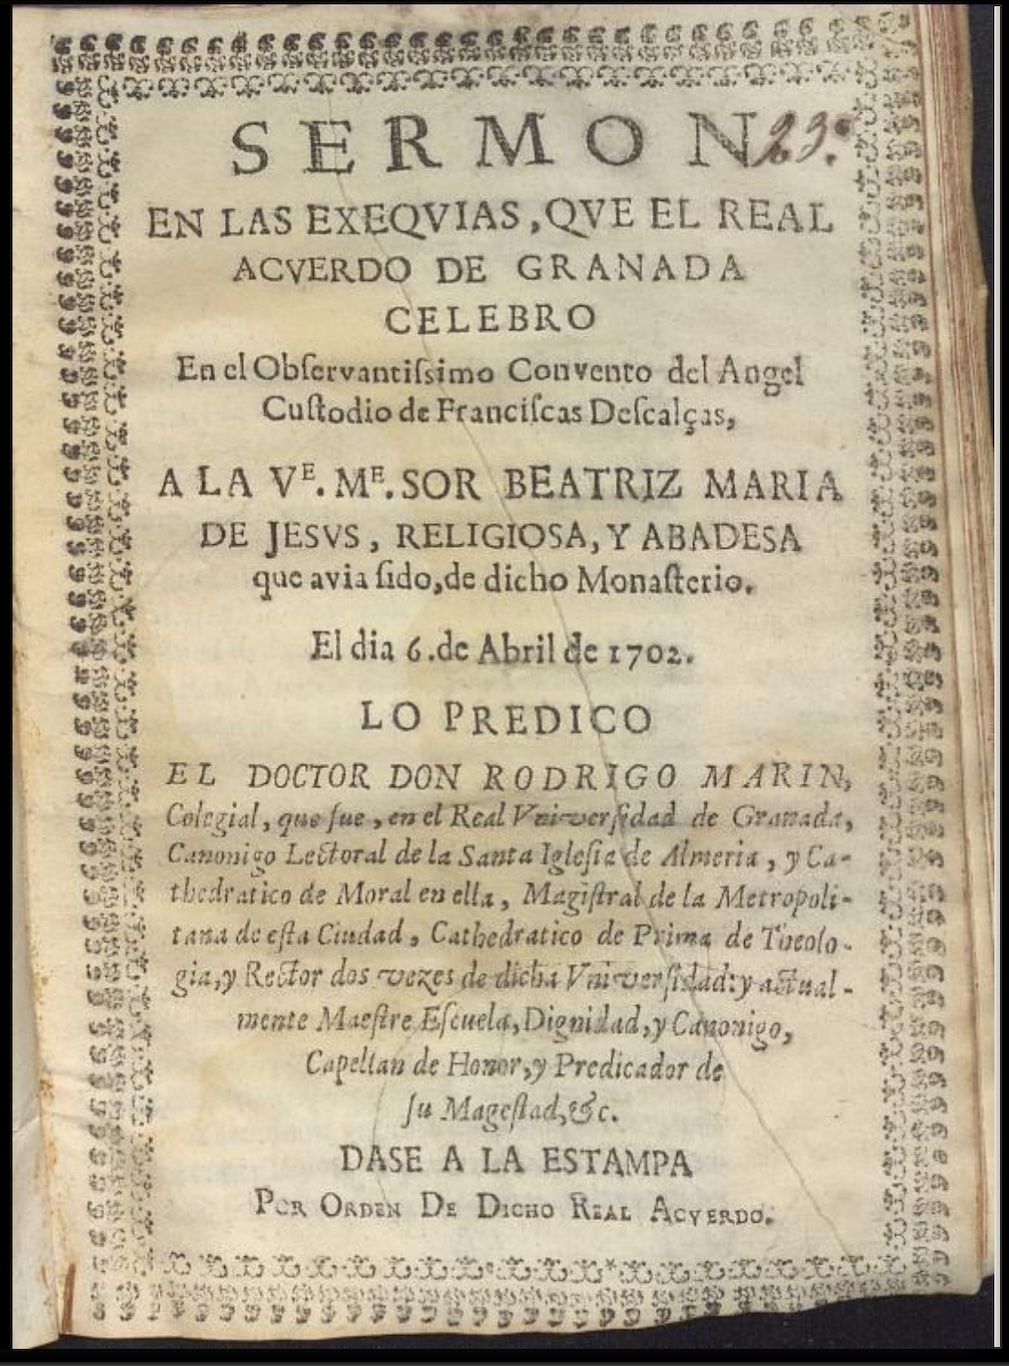 SERMON 23.
EN LAS EXEQVIAS, QVE EL REAL
ACVERDO DE GRANADA
CELEBRO
En el Obſervantiſsimo Convento del Angel
Cuſtodio de Franciſcas Deſcalças,
A LA Vᴱ. Mᴱ. SOR BEATRIZ MARIA
DE JESVS, RELIGIOSA, Y ABADESA
que avia ſido, de dicho Monaſterio.
El dia 6. de Abril de 1702.
LO PREDICO
EL DOCTOR DON RODRIGO MARIN,
Colegial, que fue, en el Real Vniverſidad de Granada,
Canonigo Lectoral de la Santa Igleſia de Almeria, y Ca-
thedratico de Moral en ella, Magiſtral de la Metropoli-
tana de eſta Ciudad, Cathedratico de Prima de Theolo-
gia, y Rector dos vezes de dicha Vniverſidad: y actual-
mente Maeſtre Eſcuela, Dignidad, y Canonigo,
Capellan de Honor, y Predicador de
ſu Mageſtad, &c.
DASE A LA ESTAMPA
POR ORDEN DE DICHO REAL ACVERDO.